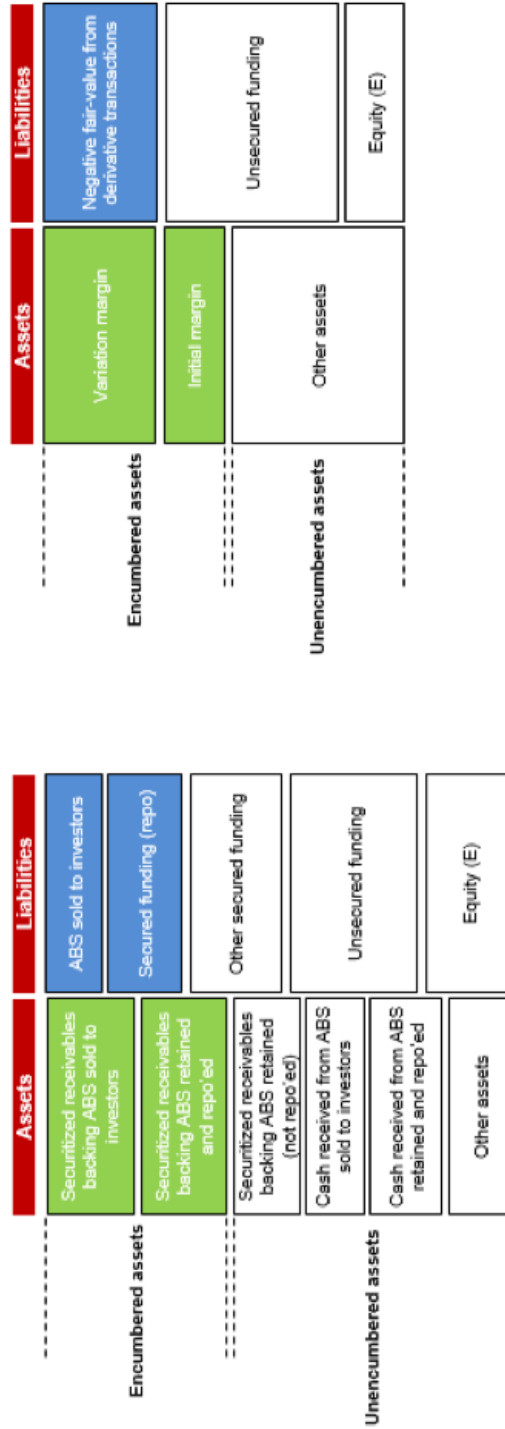 Assets
Liabilities
Encumbered assets
Securitized receivables
backing ABS sold to
investors
Securitized receivables
backing ABS retained
and repo'ed
ABS sold to investors
Secured funding (repo)
Unencumbered assets
Securitized receivables
backing ABS retained
(not repo'ed)
Cash received from ABS
sold to investors
Cash received from ABS
retained and repo'ed
Other assets
Other secured funding
Unsecured funding
Equity (E)
Assets
Liabilities
Encumbered assets
Variation margin
Initial margin
Negative fair-value from
derivative transactions
Unencumbered assets
Other assets
Unsecured funding
Equity (E)